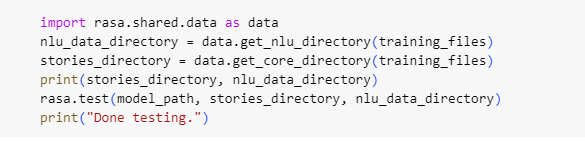 import rasa.shared.data as data
nlu_data_directory = data.get_nlu_directory(training_files)
stories_directory = data.get_core_directory(training_files)
print(stories_directory, nlu_data_directory)
rasa.test(model_path, stories_directory, nlu_data_directory)
print("Done testing.")